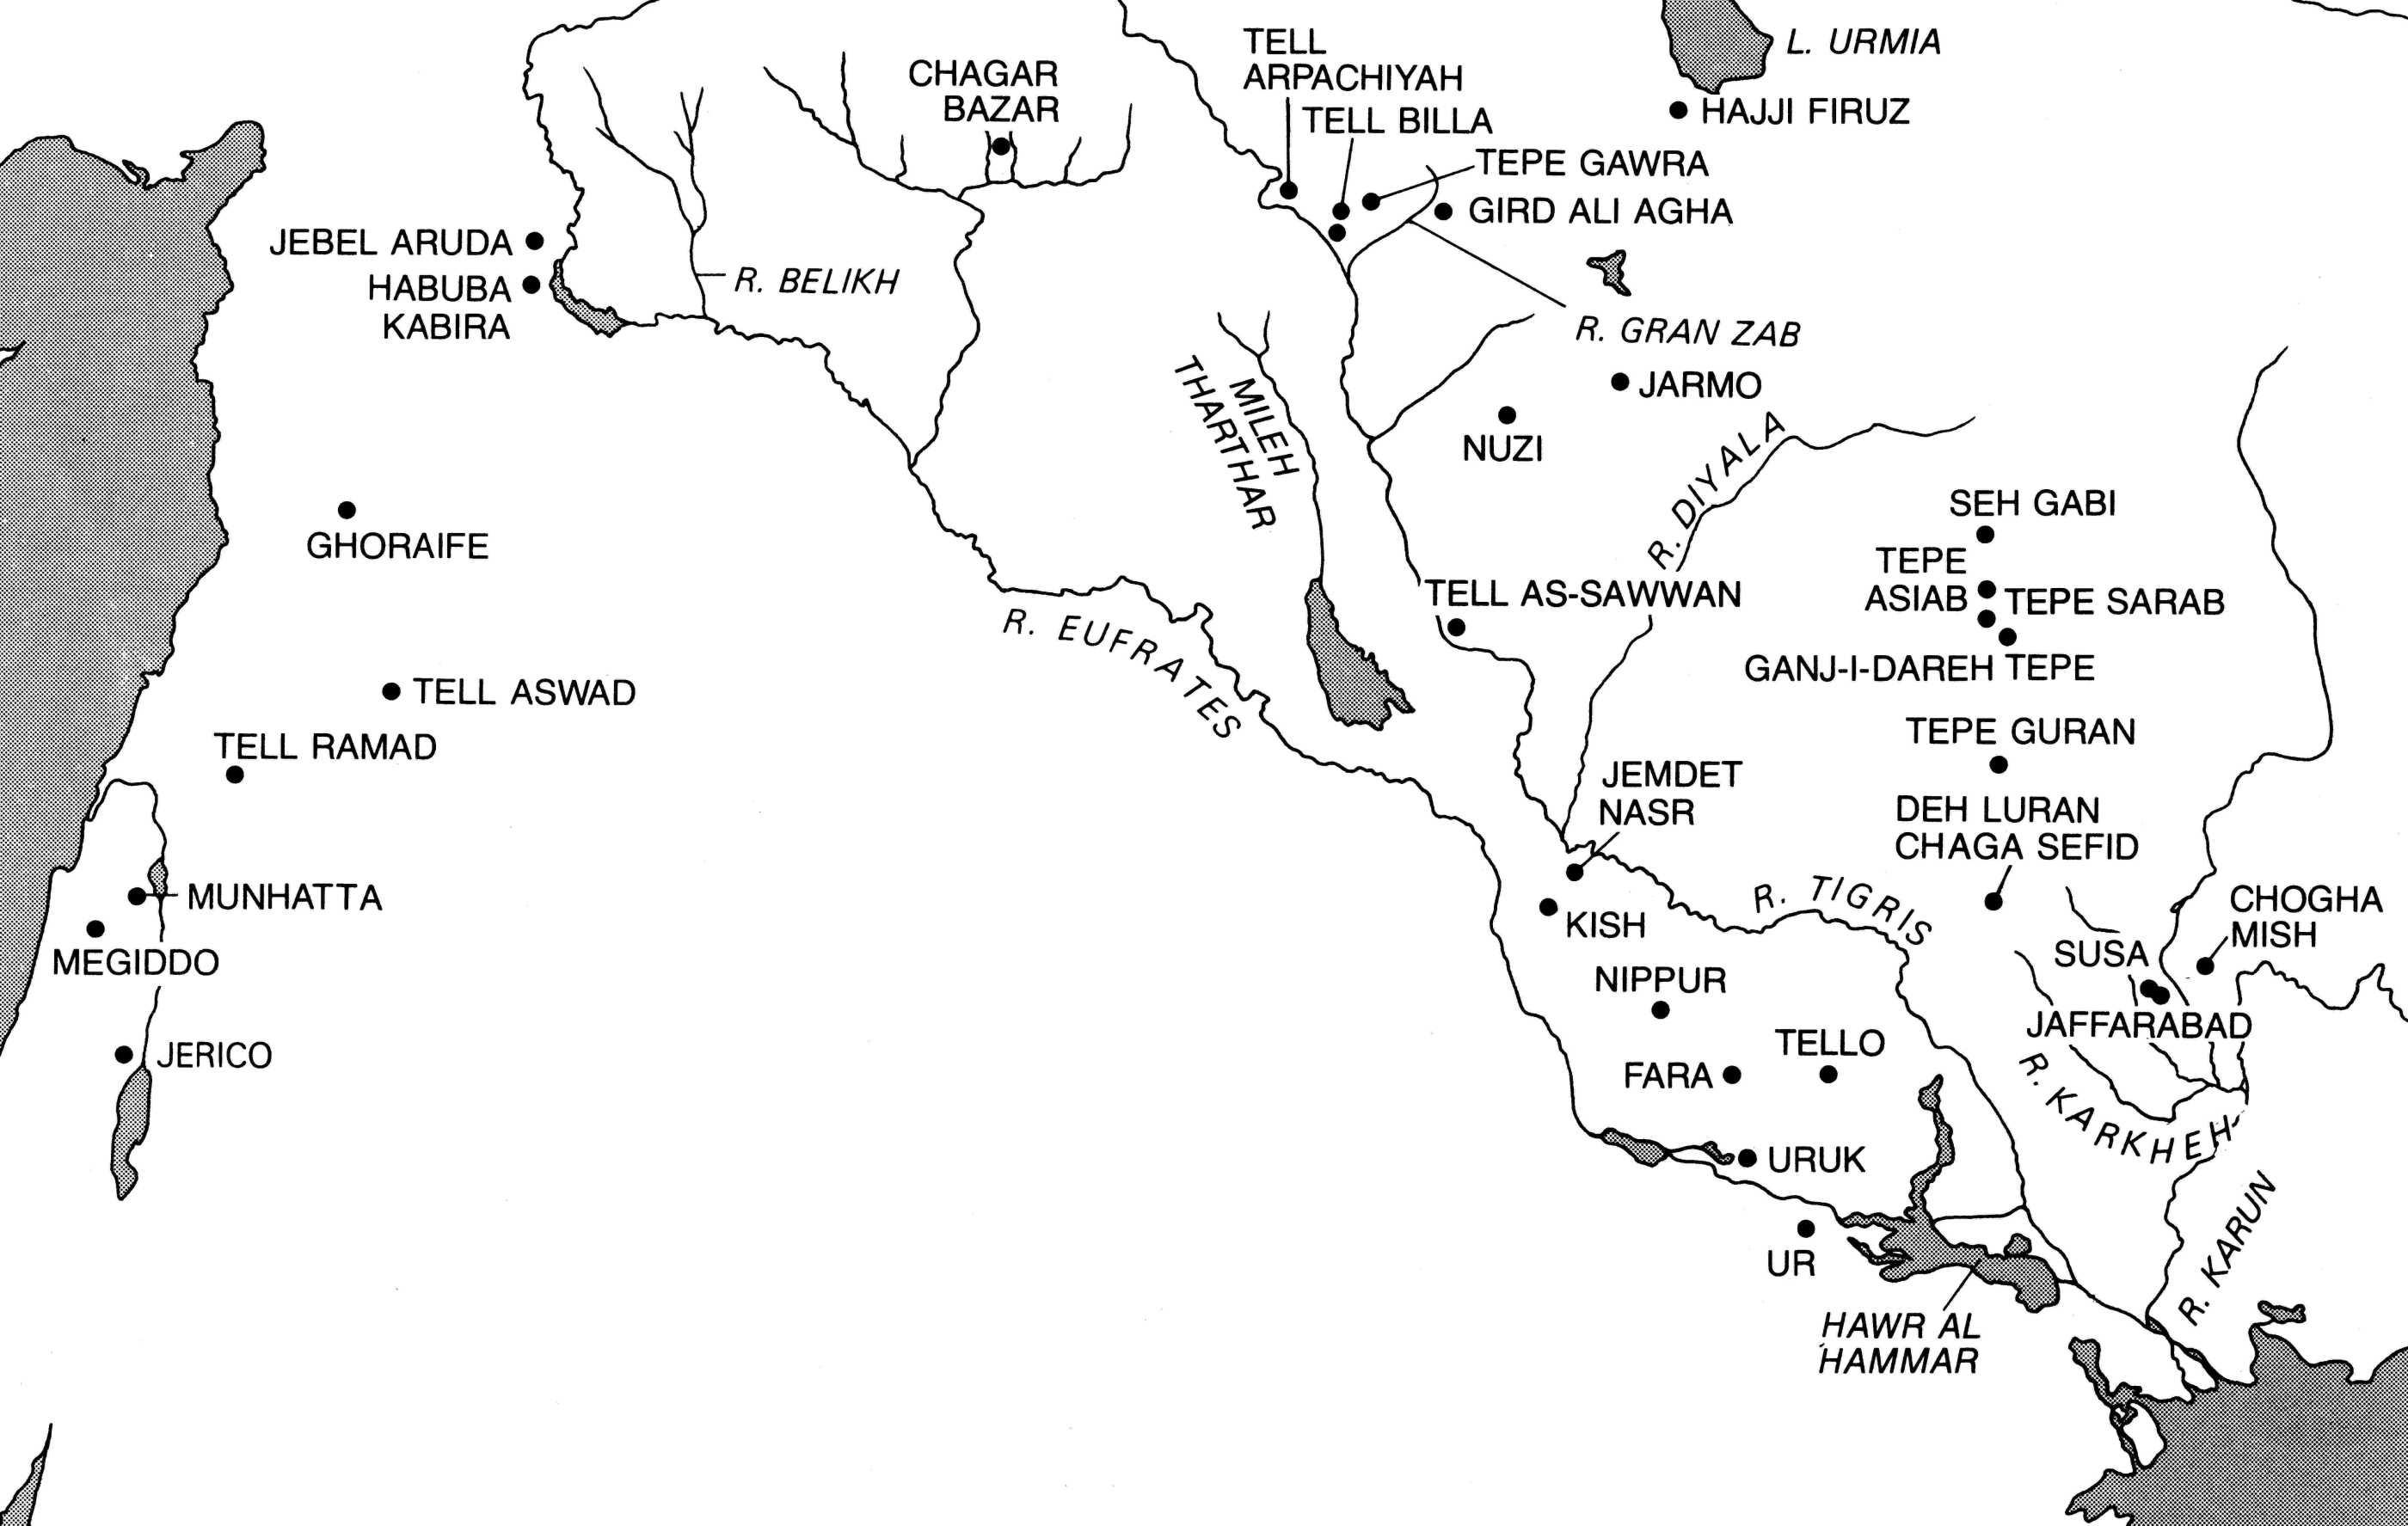 TELL
ARPACHIYAH
L. URMIA
CHAGAR
BAZAR
HAJJI FIRUZ
TELL BILLA
TEPE GAWRA
GIRD ALI AGHA
JEBEL ARUDA
HABUBA
KABIRA
R. BELIKH
R. GRAN ZAB
MILEH
THARTHAR
JARMO
NUZI
R. DIYALA
SEH GABI
GHORAIFE
TEPE
ASIAB
TEPE SARAB
TELL AS-SAWWAN
R. EUFRATES
GANJ-I-DAREH TEPE
TELL ASWAD
TELL RAMAD
TEPE GURAN
JEMDET
NASR
DEH LURAN
CHAGA SEFID
MUNHATTA
R. TIGRIS
CHOGHA
MISH
KISH
SUSA
MEGIDDO
NIPPUR
JAFFARABAD
JERICO
TELLO
FARA
R. KARKHEH
URUK
UR
R. KARUN
HAWR AL
HAMMAR